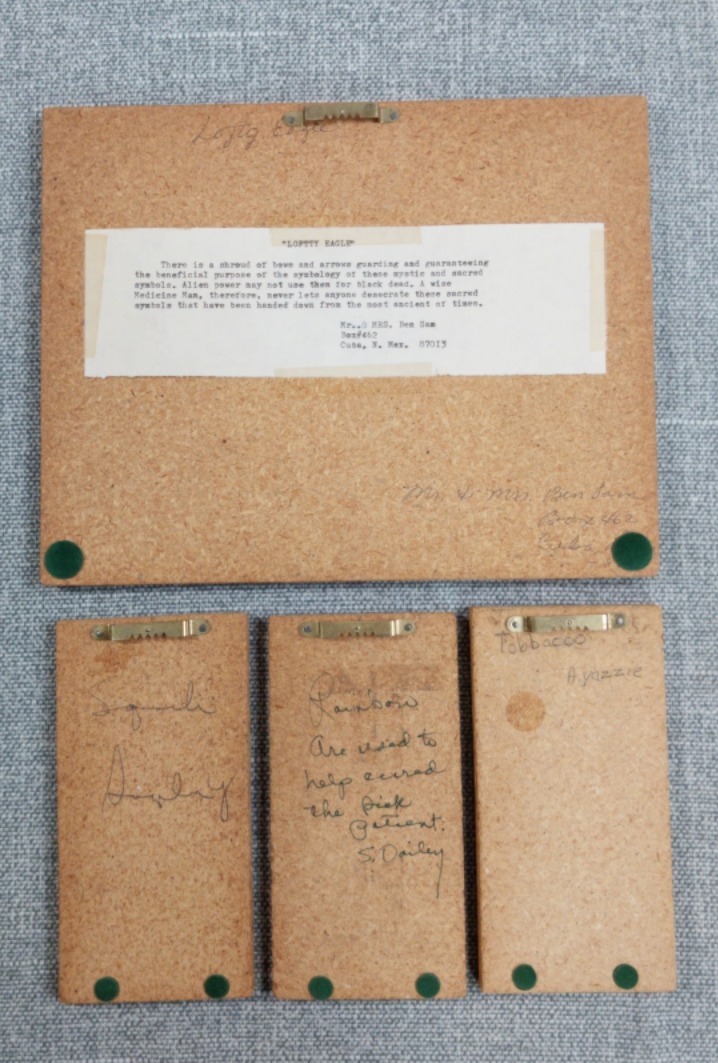 Lofty Eagle
"LOFTTY EAGLE"
There is a shroud of bows and arrows guarding and guaranteeing
the beneficial purpose of the symbology of these mystic and sacred
symbols. Alien power may not use them for black dead. A wise
Medicine Man, therefore, never lets anyone desecrate these sacred
symbols that have been handed down from the most ancient of times.
Mr..& MRS. Ben Sam
Box#462
Cuba, N. Mex. 87013
Mr. & Mrs. Ben Sam
Box 462
Cuba
Rainbow
Are used to
help cured
the Sick
Patient.
S. Dailey
Tobbacco
A yazzie